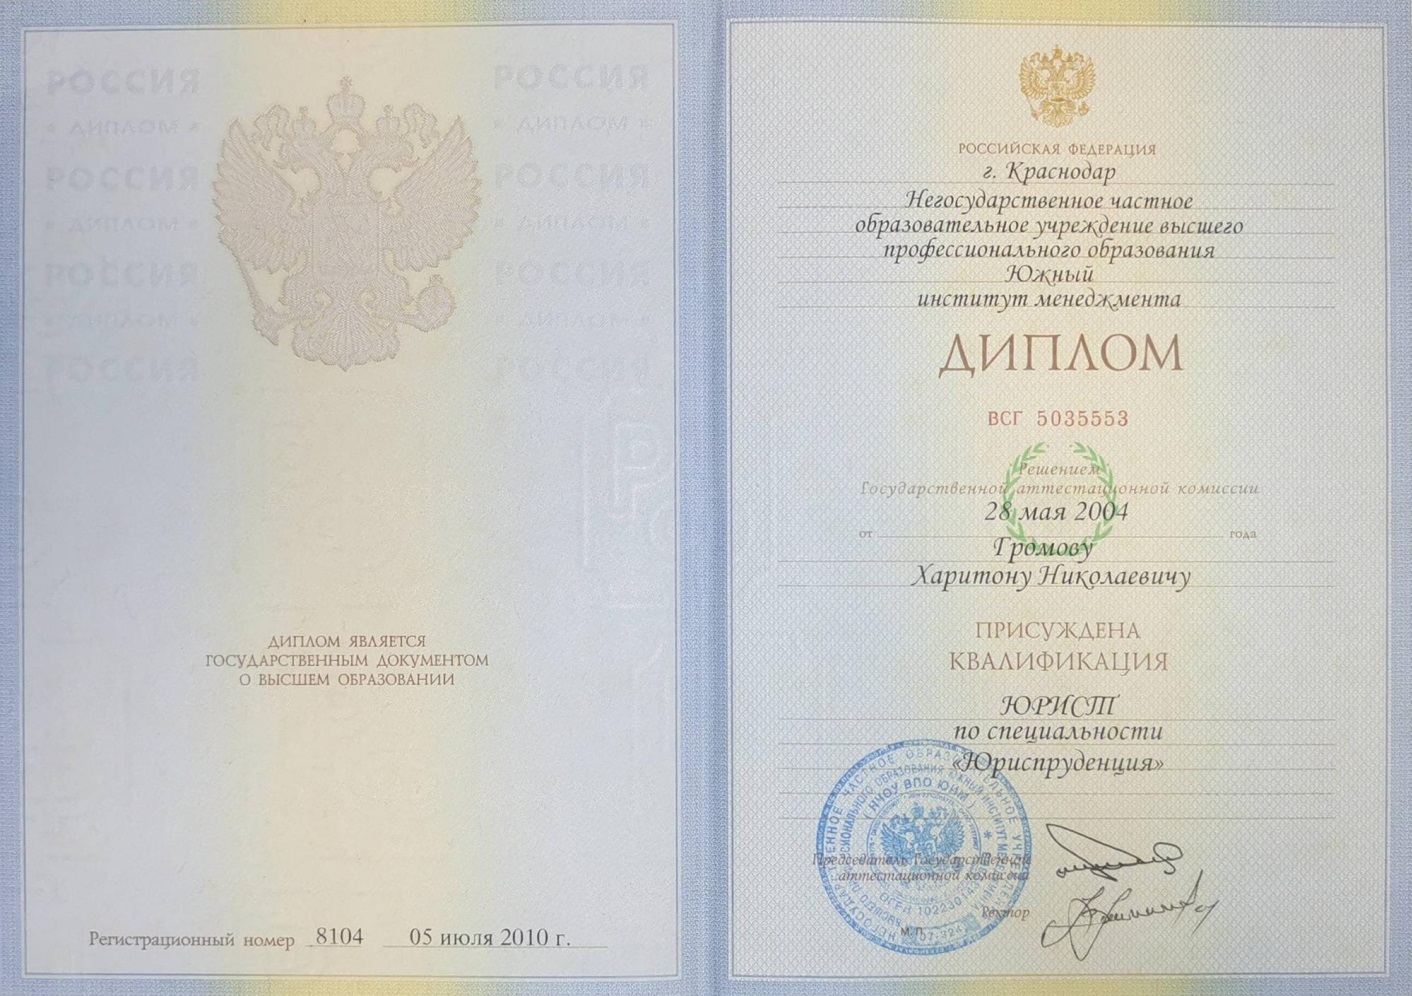 РОССИЯ РОССИЯ
* ДИПЛОМ * * ДИПЛОМ *
РОССИЯ РОССИЯ
* ДИПЛОМ * * ДИПЛОМ *
РОССИЯ РОССИЯ
* ДИПЛОМ * * ДИПЛОМ *
РОССИЯ РОССИЯ
ДИПЛОМ ЯВЛЯЕТСЯ
ГОСУДАРСТВЕННЫМ ДОКУМЕНТОМ
О ВЫСШЕМ ОБРАЗОВАНИИ
Регистрационный номер 8104 05 июля 2010 г.
РОССИЙСКАЯ ФЕДЕРАЦИЯ
г. Краснодар
Негосударственное частное
образовательное учреждение высшего
профессионального образования
Южный
институт менеджмента
ДИПЛОМ
ВСГ 5035553
Решением
Государственной аттестационной комиссии
28 мая 2004
от года
Громову
Харитону Николаевичу
ПРИСУЖДЕНА
КВАЛИФИКАЦИЯ
ЮРИСТ
по специальности
«Юриспруденция»
(НЧОУ ВПО ЮИМ)
Председатель Государственной
аттестационной комиссии
Ректор
М.П.